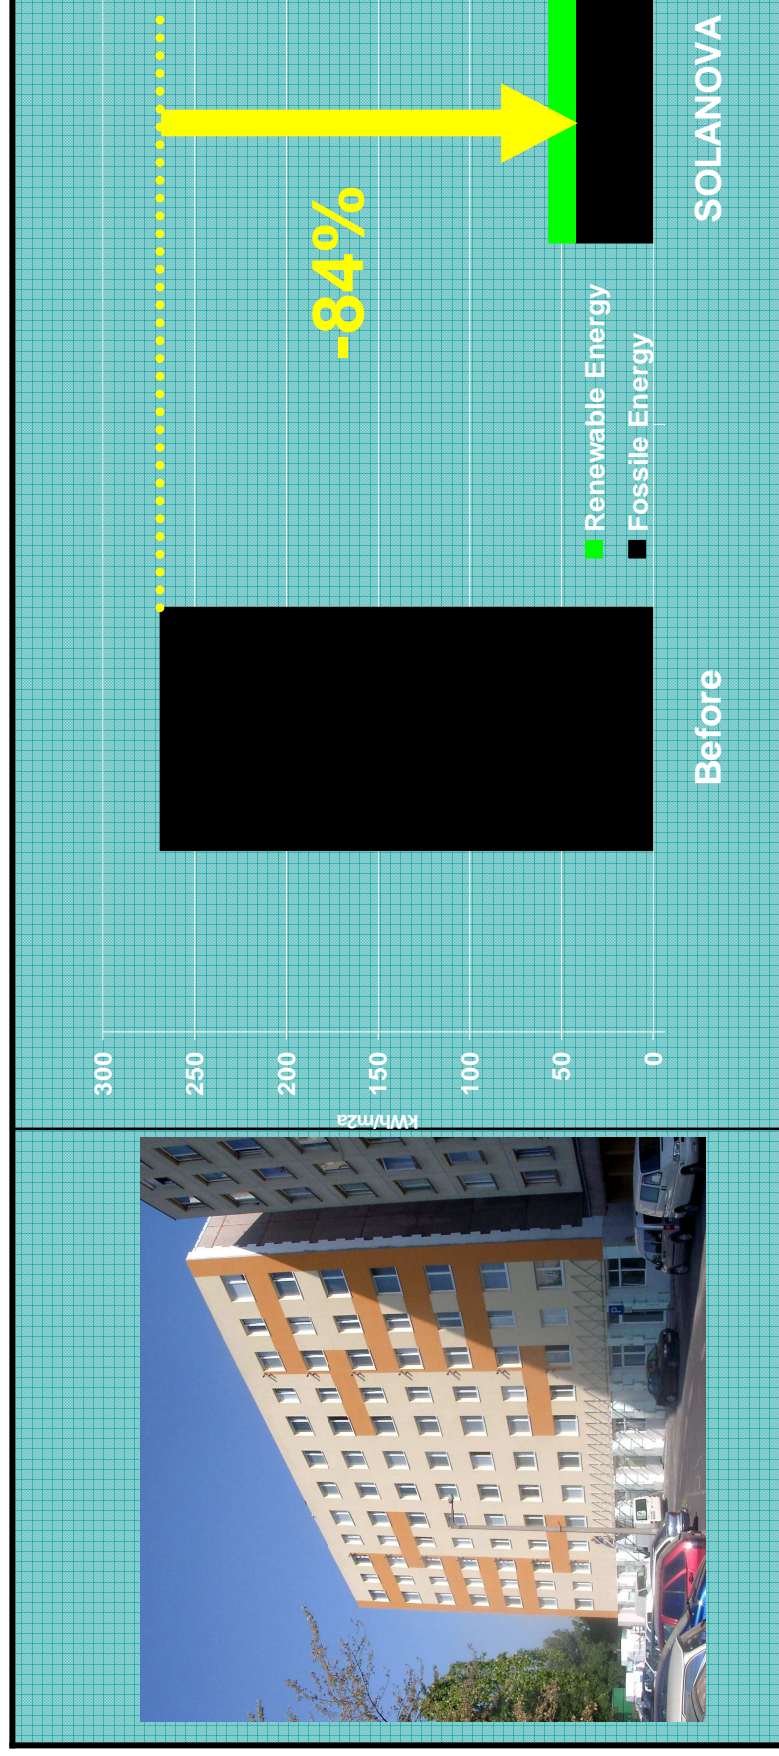 kWh/m2a
300
250
200
150
100
50
0
-84%
Renewable Energy
Fossile Energy
Before
SOLANOVA
P